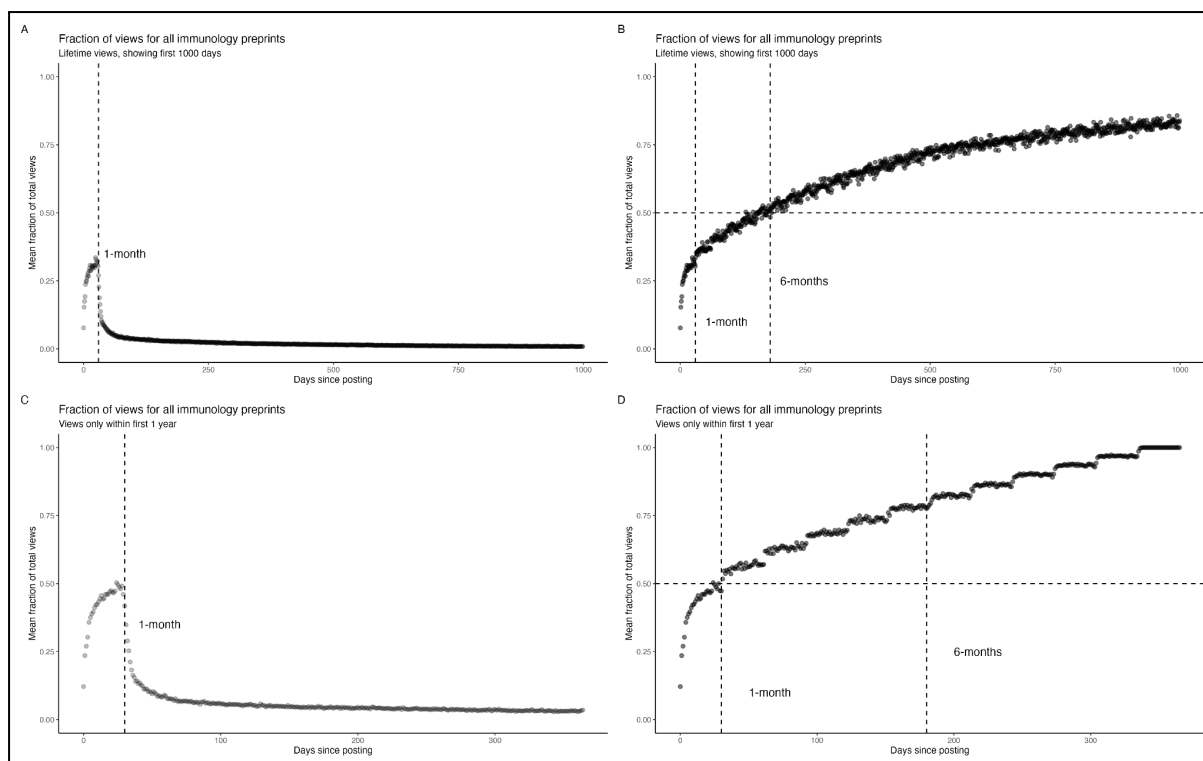 A
Fraction of views for all immunology preprints
Lifetime views, showing first 1000 days
1.00
0.75
0.50
0.25
0.00
Mean fraction of total views
1-month
0
250
500
750
1000
Days since posting
B
Fraction of views for all immunology preprints
Lifetime views, showing first 1000 days
1.00
0.75
0.50
0.25
0.00
Mean fraction of total views
6-months
1-month
0
250
500
750
1000
Days since posting
C
Fraction of views for all immunology preprints
Views only within first 1 year
1.00
0.75
0.50
0.25
0.00
Mean fraction of total views
1-month
0
100
200
300
Days since posting
D
Fraction of views for all immunology preprints
Views only within first 1 year
1.00
0.75
0.50
0.25
0.00
Mean fraction of total views
6-months
1-month
0
100
200
300
Days since posting